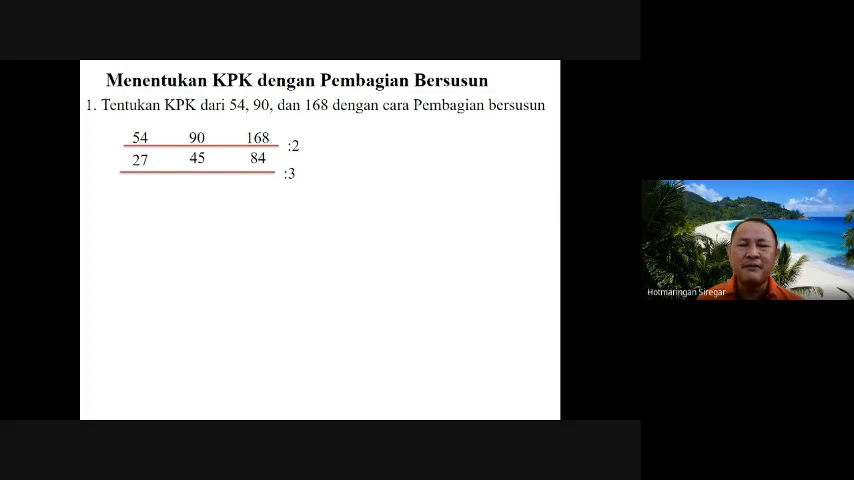 Menentukan KPK dengan Pembagian Bersusun
1. Tentukan KPK dari 54, 90, dan 168 dengan cara Pembagian bersusun
54 90 168 :2
27 45 84 :3
Hotmaringan Siregar